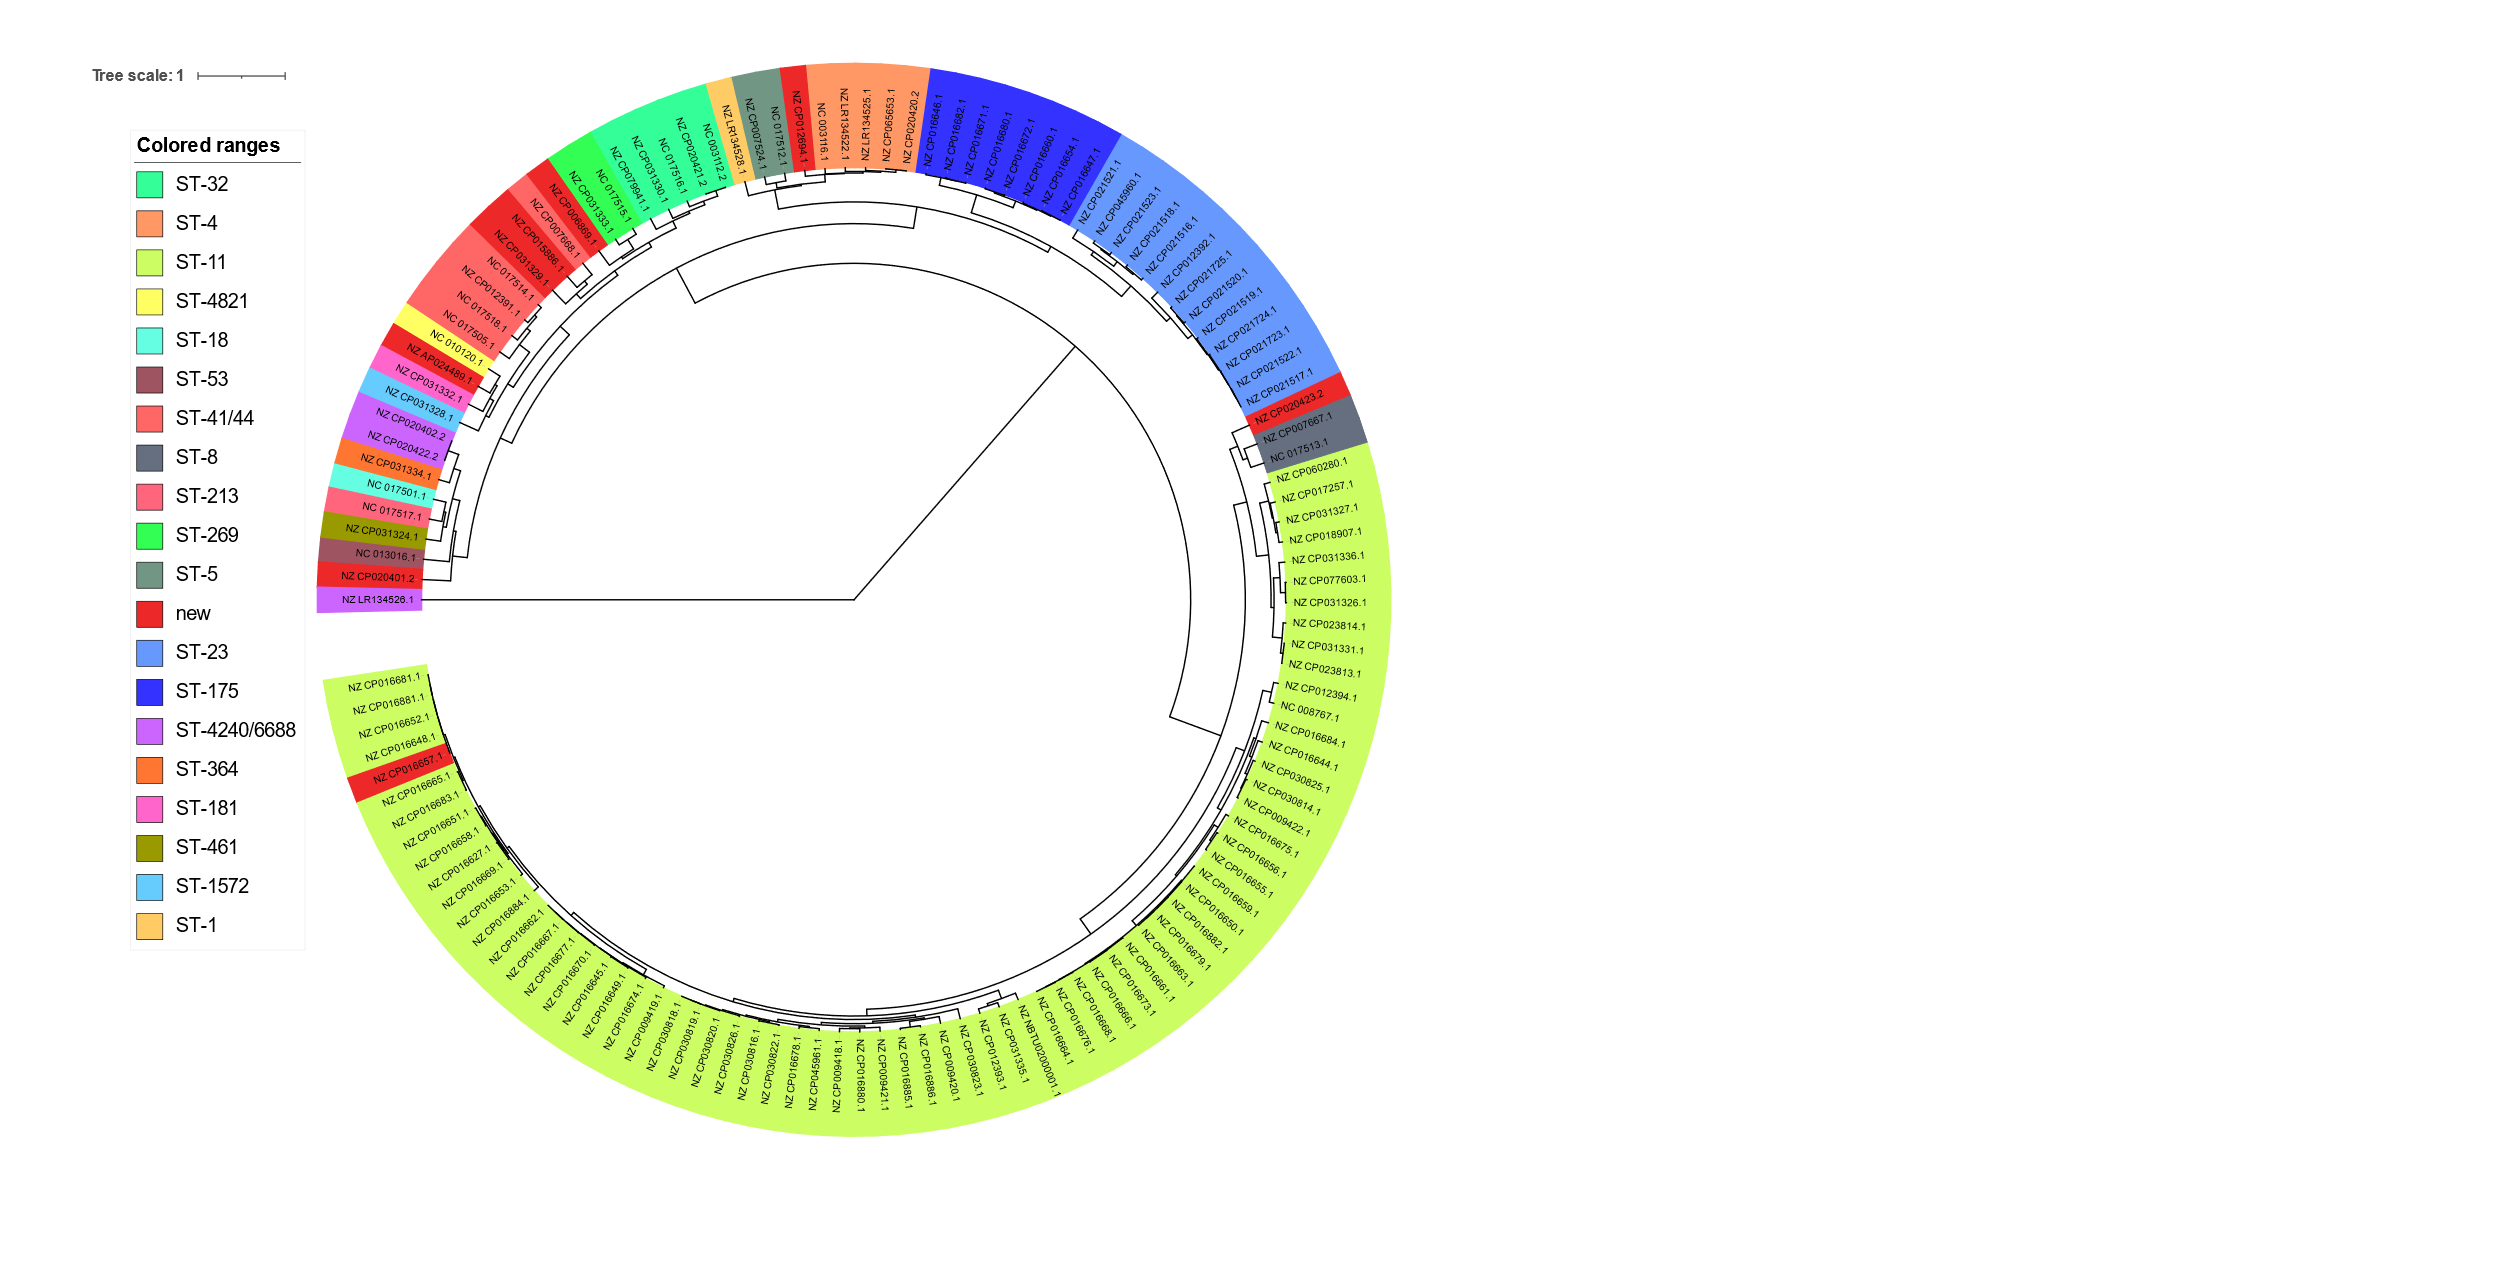 Tree scale: 1
Colored ranges
ST-32
ST-4
ST-11
ST-4821
ST-18
ST-53
ST-41/44
ST-8
ST-213
ST-269
ST-5
new
ST-23
ST-175
ST-4240/6688
ST-364
ST-181
ST-461
ST-1572
ST-1
NZ LR134526.1
NZ CP020401.2
NC 013016.1
NZ CP031324.1
NC 017517.1
NC 017501.1
NZ CP031334.1
NZ CP020422.2
NZ CP020402.2
NZ CP031328.1
NZ CP031332.1
NZ AP024489.1
NC 010120.1
NC 017505.1
NC 017518.1
NZ CP012391.1
NC 017514.1
NZ CP031329.1
NZ CP015886.1
NZ CP007668.1
NZ CP006869.1
NZ CP031333.1
NC 017515.1
NZ CP079941.1
NZ CP031330.1
NC 017516.1
NZ CP020421.2
NC 003112.2
NZ LR134528.1
NZ CP007524.1
NC 017512.1
NZ CP012694.1
NC 003116.1
NZ LR134522.1
NZ LR134525.1
NZ CP065653.1
NZ CP020420.2
NZ CP016646.1
NZ CP016682.1
NZ CP016671.1
NZ CP016680.1
NZ CP016672.1
NZ CP016660.1
NZ CP016654.1
NZ CP016647.1
NZ CP021521.1
NZ CP045960.1
NZ CP021523.1
NZ CP021518.1
NZ CP021516.1
NZ CP012392.1
NZ CP021725.1
NZ CP021520.1
NZ CP021519.1
NZ CP021724.1
NZ CP021723.1
NZ CP021522.1
NZ CP021517.1
NZ CP020423.2
NZ CP007667.1
NC 017513.1
NZ CP060280.1
NZ CP017257.1
NZ CP031327.1
NZ CP018907.1
NZ CP031336.1
NZ CP077603.1
NZ CP031326.1
NZ CP023814.1
NZ CP031331.1
NZ CP023813.1
NZ CP012394.1
NC 008767.1
NZ CP016684.1
NZ CP016644.1
NZ CP030825.1
NZ CP030814.1
NZ CP009422.1
NZ CP016675.1
NZ CP016656.1
NZ CP016655.1
NZ CP016659.1
NZ CP016650.1
NZ CP016882.1
NZ CP016679.1
NZ CP016663.1
NZ CP016661.1
NZ CP016673.1
NZ CP016666.1
NZ CP016668.1
NZ CP016676.1
NZ CP016664.1
NZ NBTU02000001.1
NZ CP031335.1
NZ CP012393.1
NZ CP030823.1
NZ CP009420.1
NZ CP016886.1
NZ CP016885.1
NZ CP009421.1
NZ CP016880.1
NZ CP009418.1
NZ CP045961.1
NZ CP016678.1
NZ CP030822.1
NZ CP030816.1
NZ CP030826.1
NZ CP030820.1
NZ CP030819.1
NZ CP030818.1
NZ CP009419.1
NZ CP016674.1
NZ CP016649.1
NZ CP016645.1
NZ CP016670.1
NZ CP016677.1
NZ CP016667.1
NZ CP016662.1
NZ CP016884.1
NZ CP016653.1
NZ CP016669.1
NZ CP016627.1
NZ CP016658.1
NZ CP016651.1
NZ CP016683.1
NZ CP016665.1
NZ CP016657.1
NZ CP016648.1
NZ CP016652.1
NZ CP016881.1
NZ CP016681.1